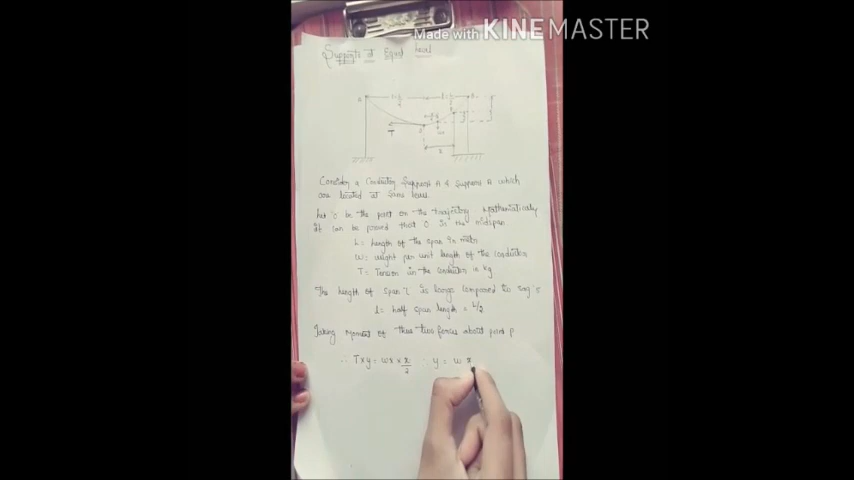 Made with KINEMASTER
Supports at Equal level
A
T
Consider a Conductor Supports A & Supports B which
are located at same level
let 'O' be the point on the trajectory Mathematically
It can be proved that O is the midspan
L = length of the span in meter
W = weight per unit length of the conductor
T = Tension in the conductor in kg
The length of span L is large compared to sag's
l = half span length = L/2
Taking Moment of these two forces about point P
∴ T×y = wx × x/2 ∴ y = w x